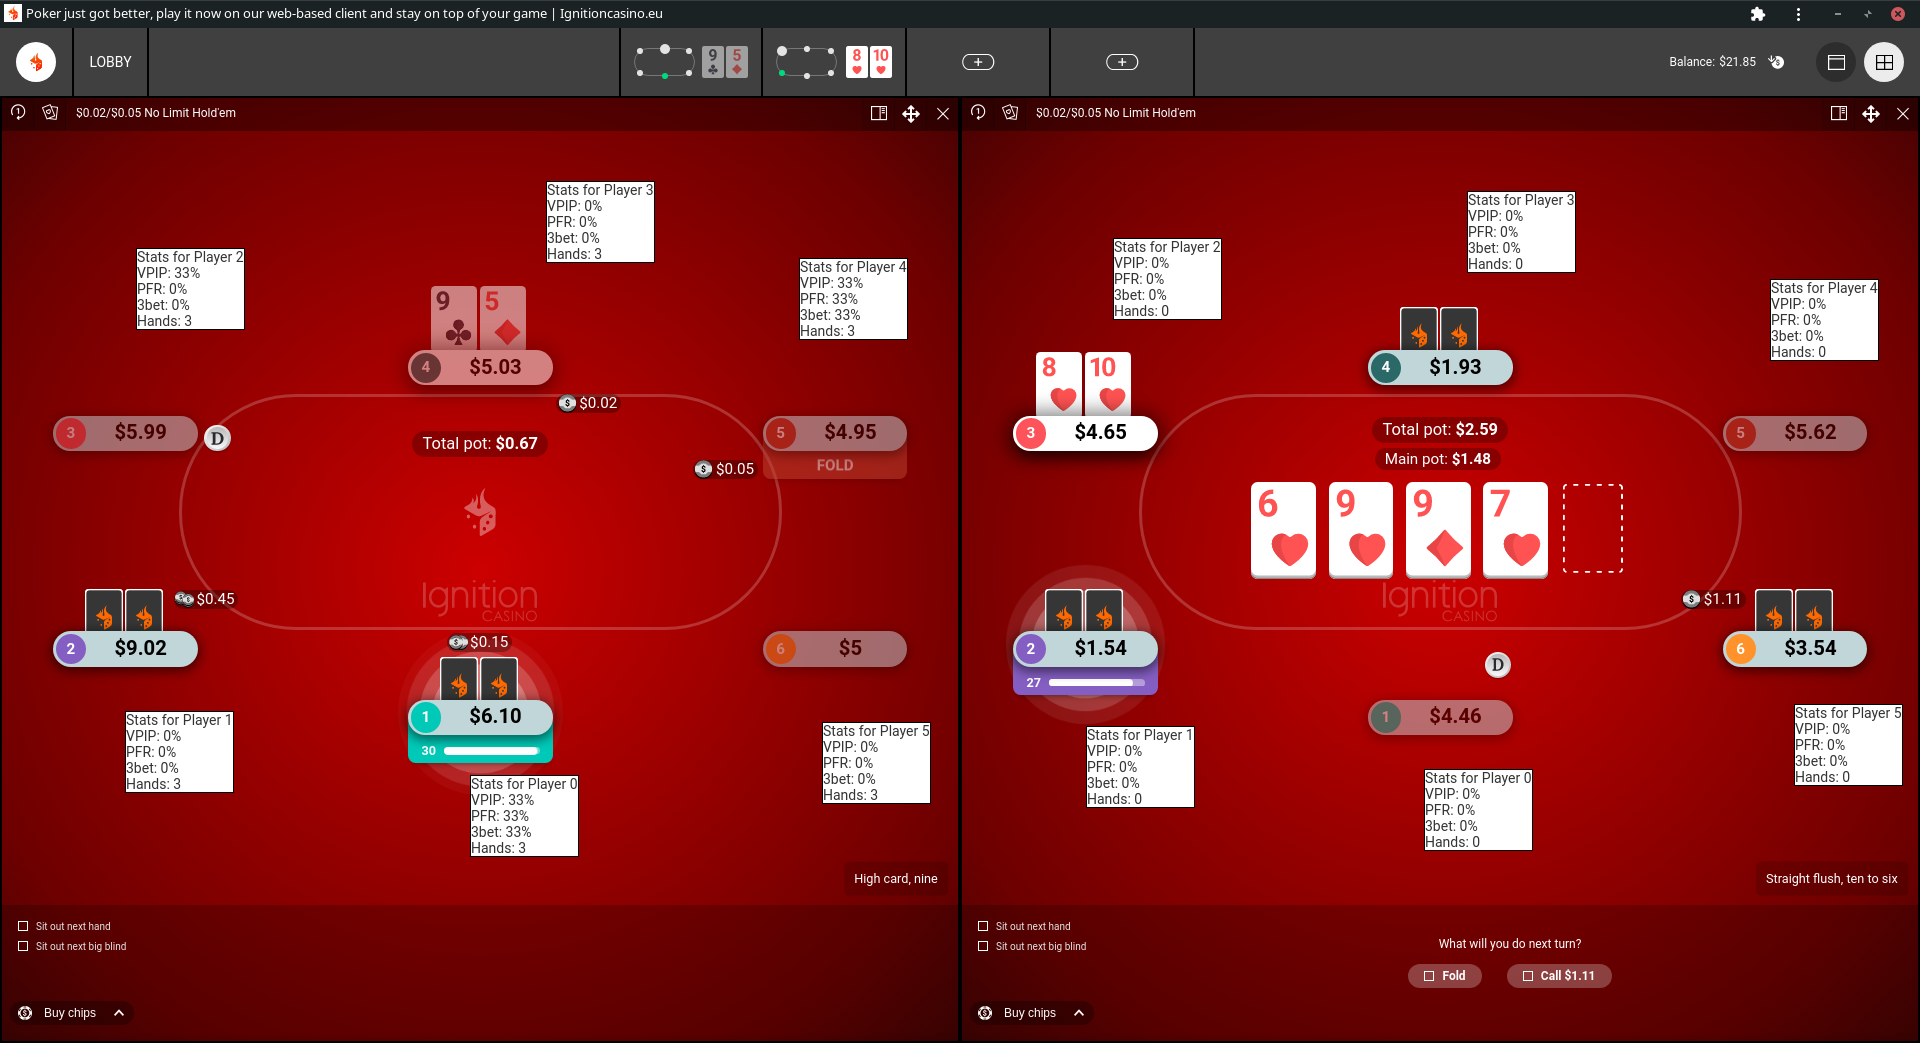 Poker just got better, play it now on our web-based client and stay on top of your game | Ignitioncasino.eu
LOBBY
9 5
8 10
Balance: $21.85
$0.02/$0.05 No Limit Hold'em
Stats for Player 3
VPIP: 0%
PFR: 0%
3bet: 0%
Hands: 3
Stats for Player 2
VPIP: 33%
PFR: 0%
3bet: 0%
Hands: 3
Stats for Player 4
VPIP: 33%
PFR: 33%
3bet: 33%
Hands: 3
9 5
4 $5.03
$0.02
3 $5.99
D
Total pot: $0.67
5 $4.95
FOLD
$0.05
Ignition
CASINO
$0.45
2 $9.02
$0.15
1 $6.10
30
6 $5
Stats for Player 1
VPIP: 0%
PFR: 0%
3bet: 0%
Hands: 3
Stats for Player 5
VPIP: 0%
PFR: 0%
3bet: 0%
Hands: 3
Stats for Player 0
VPIP: 33%
PFR: 33%
3bet: 33%
Hands: 3
High card, nine
Sit out next hand
Sit out next big blind
Buy chips
$0.02/$0.05 No Limit Hold'em
Stats for Player 3
VPIP: 0%
PFR: 0%
3bet: 0%
Hands: 0
Stats for Player 2
VPIP: 0%
PFR: 0%
3bet: 0%
Hands: 0
Stats for Player 4
VPIP: 0%
PFR: 0%
3bet: 0%
Hands: 0
4 $1.93
8 10
3 $4.65
Total pot: $2.59
Main pot: $1.48
5 $5.62
6 9 9 7
Ignition
CASINO
$1.11
2 $1.54
27
D
6 $3.54
1 $4.46
Stats for Player 1
VPIP: 0%
PFR: 0%
3bet: 0%
Hands: 0
Stats for Player 5
VPIP: 0%
PFR: 0%
3bet: 0%
Hands: 0
Stats for Player 0
VPIP: 0%
PFR: 0%
3bet: 0%
Hands: 0
Straight flush, ten to six
Sit out next hand
Sit out next big blind
What will you do next turn?
Fold
Call $1.11
Buy chips